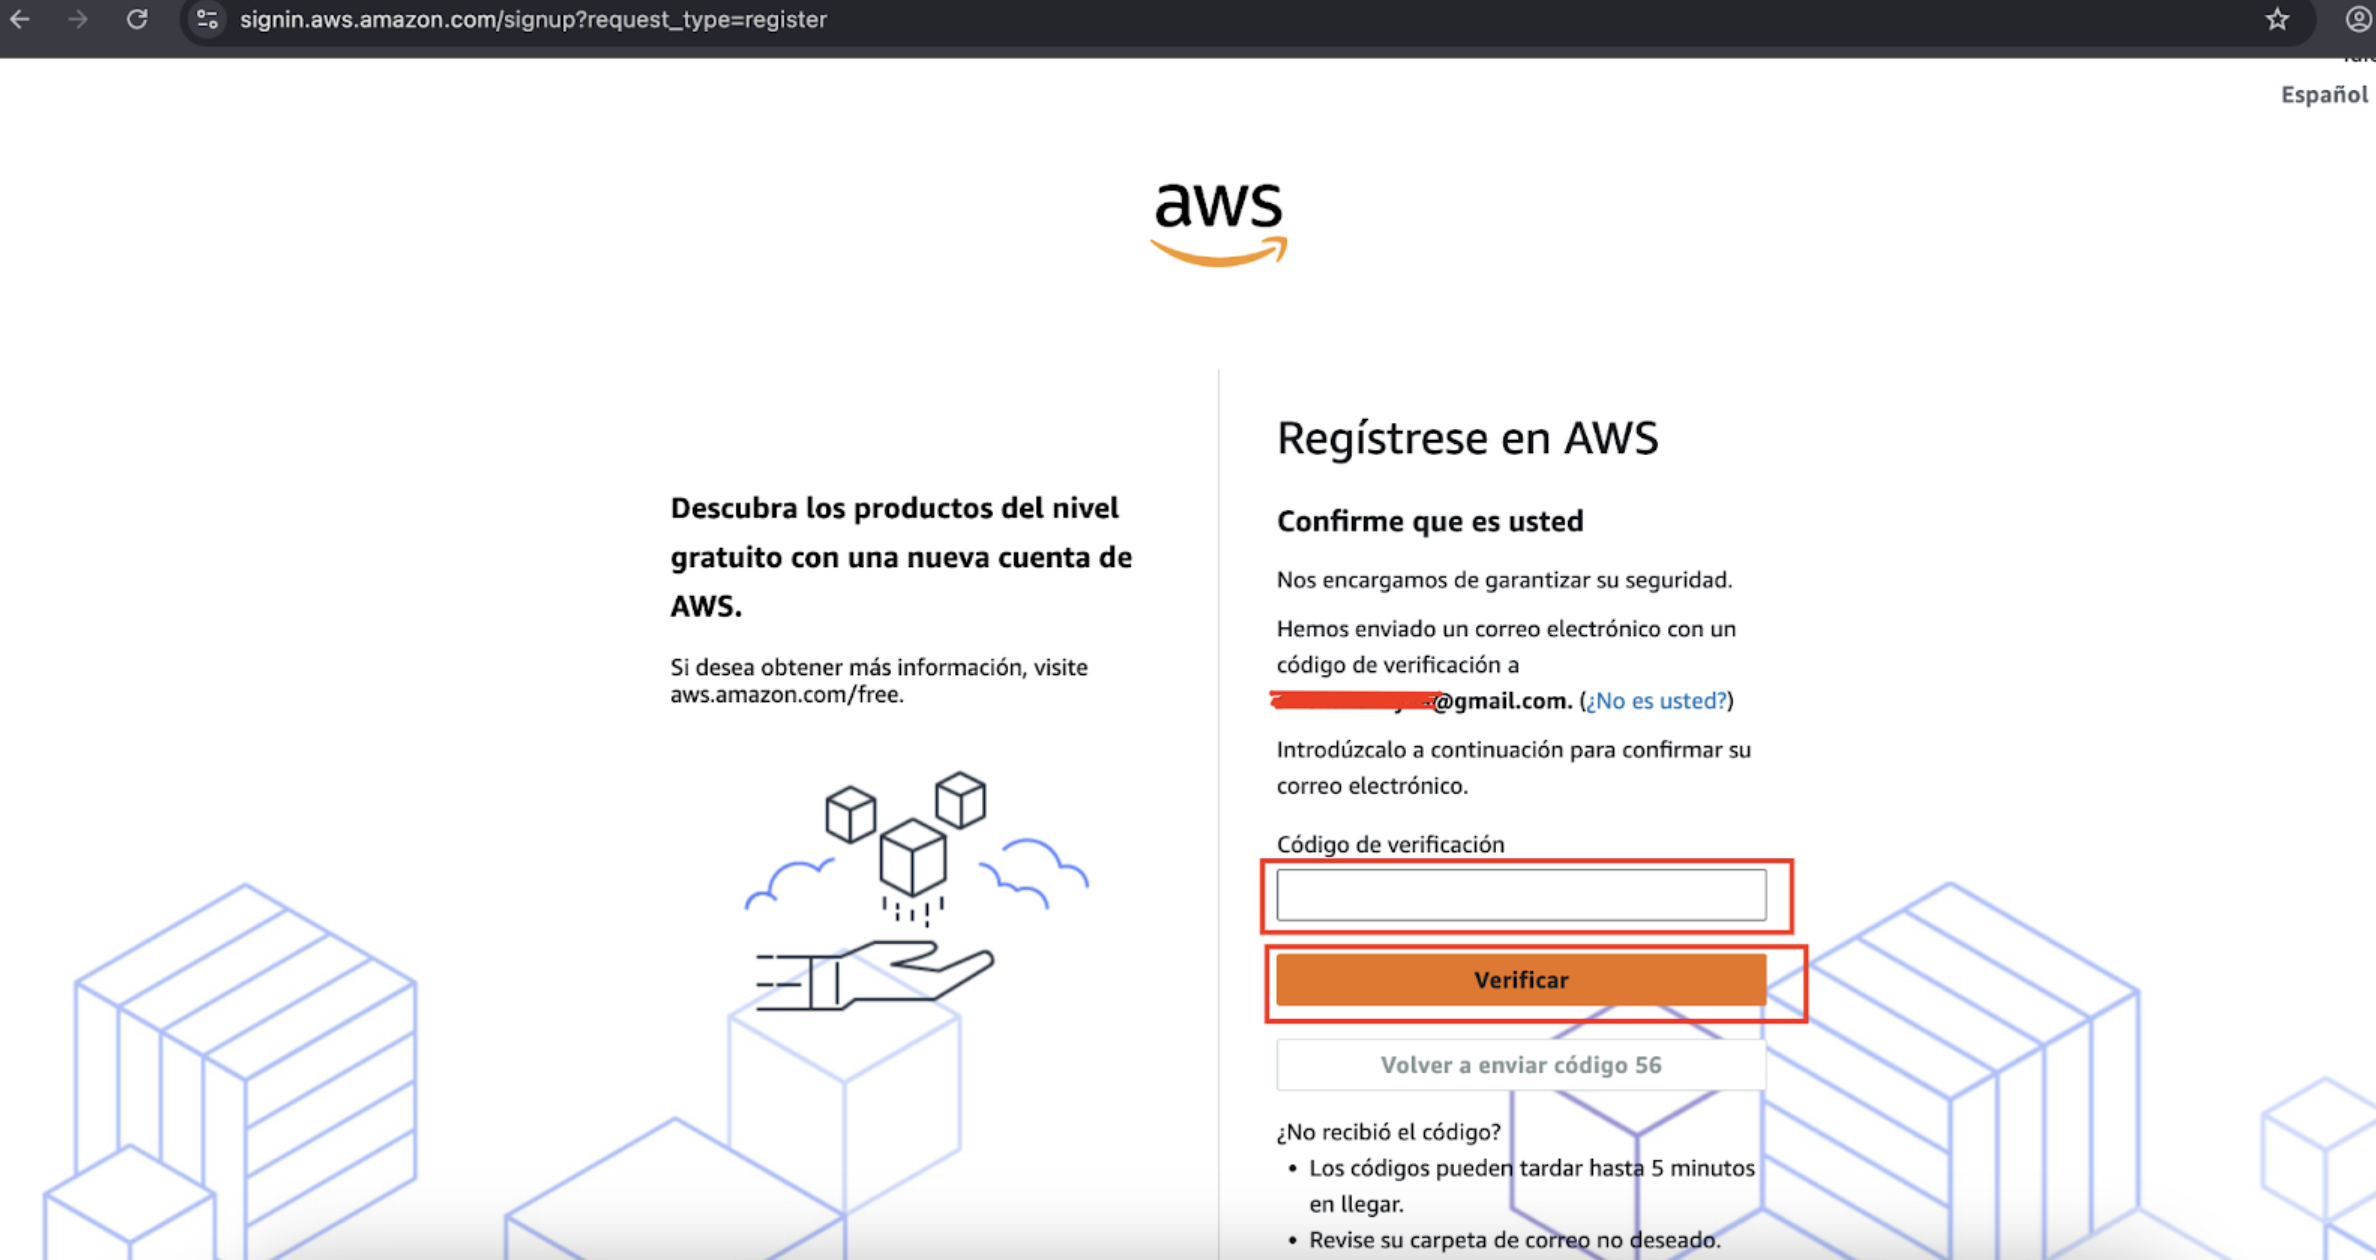 signin.aws.amazon.com/signup?request_type=register
Español
aws
Descubra los productos del nivel
gratuito con una nueva cuenta de
AWS.
Si desea obtener más información, visite
aws.amazon.com/free.
Regístrese en AWS
Confirme que es usted
Nos encargamos de garantizar su seguridad.
Hemos enviado un correo electrónico con un
código de verificación a
@gmail.com. (¿No es usted?)
Introdúzcalo a continuación para confirmar su
correo electrónico.
Código de verificación
Verificar
Volver a enviar código 56
¿No recibió el código?
• Los códigos pueden tardar hasta 5 minutos
en llegar.
• Revise su carpeta de correo no deseado.